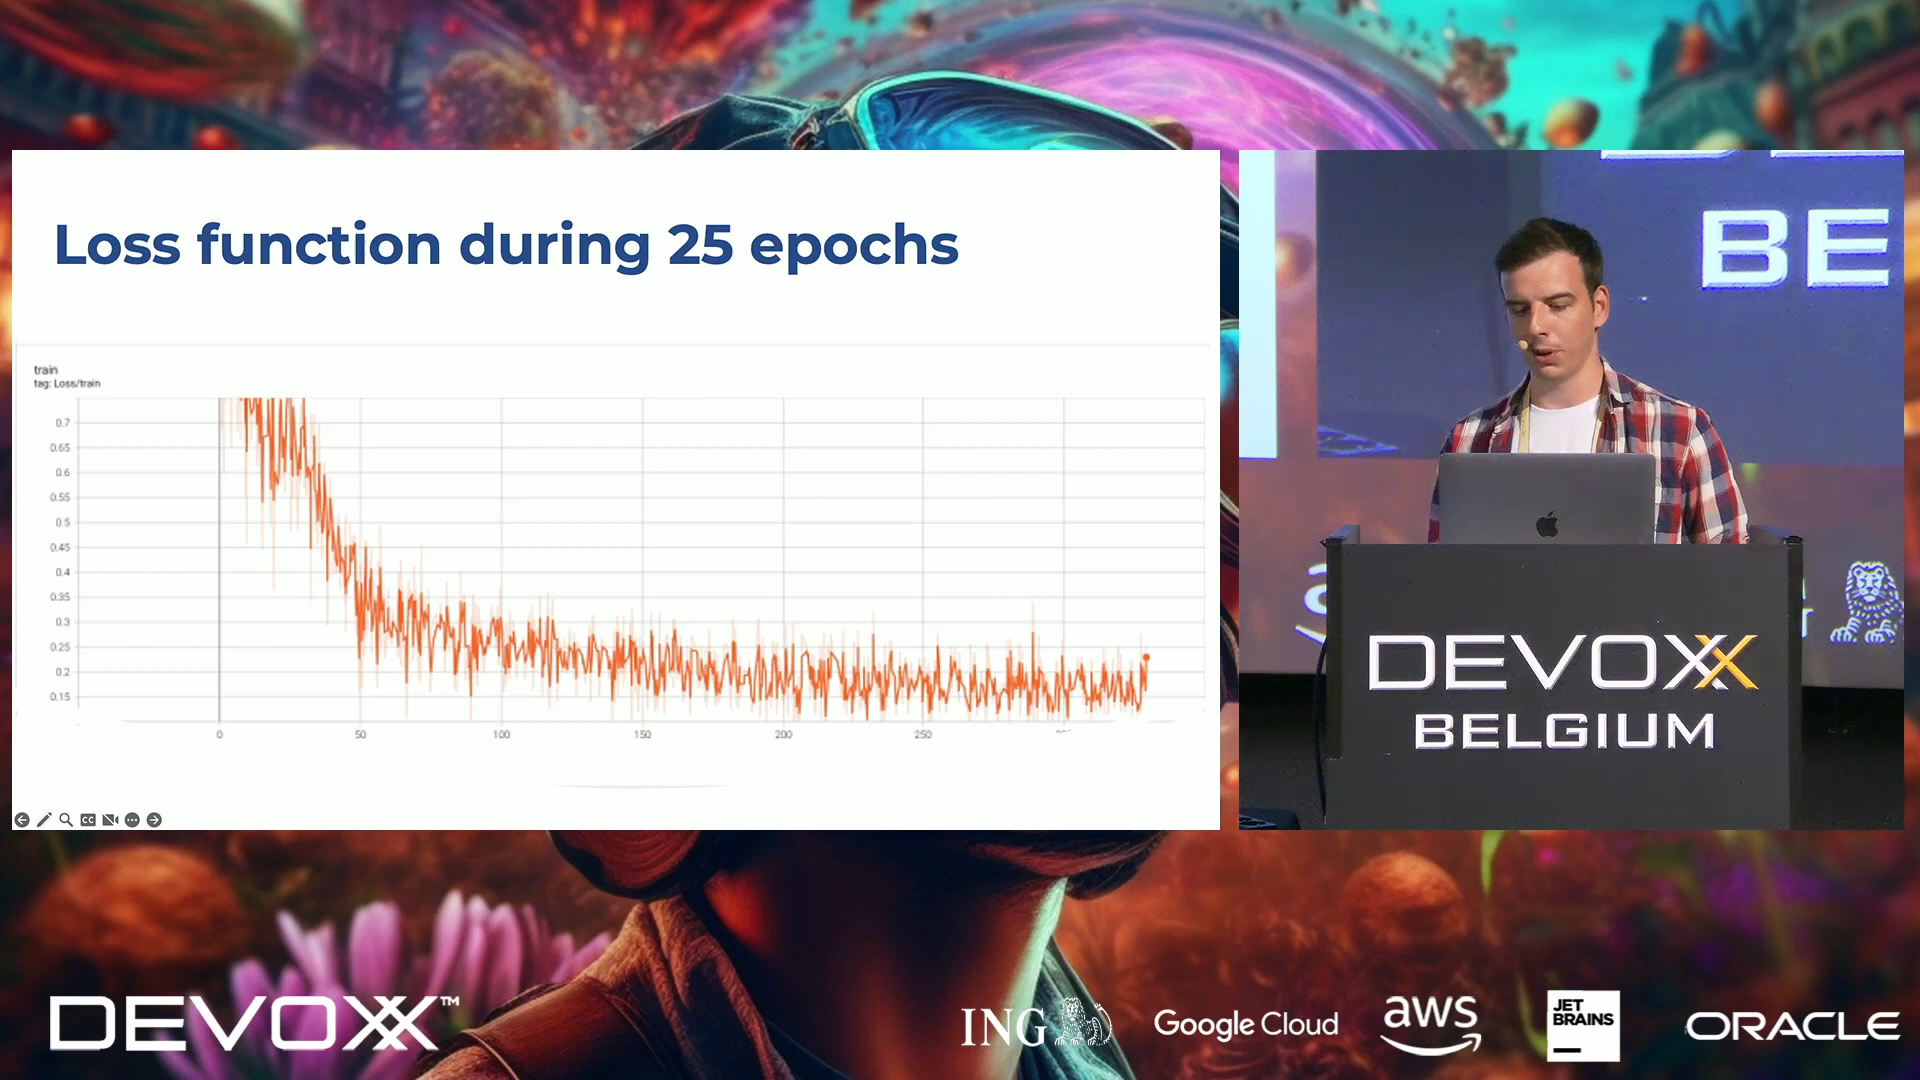 Loss function during 25 epochs
train
tag: Loss/train
0.7
0.65
0.6
0.55
0.5
0.45
0.4
0.35
0.3
0.25
0.2
0.15
0 50 100 150 200 250
CC
BE
DEVOXX
BELGIUM
DEVOXX™
ING
Google Cloud
aws
JET
BRAINS
ORACLE